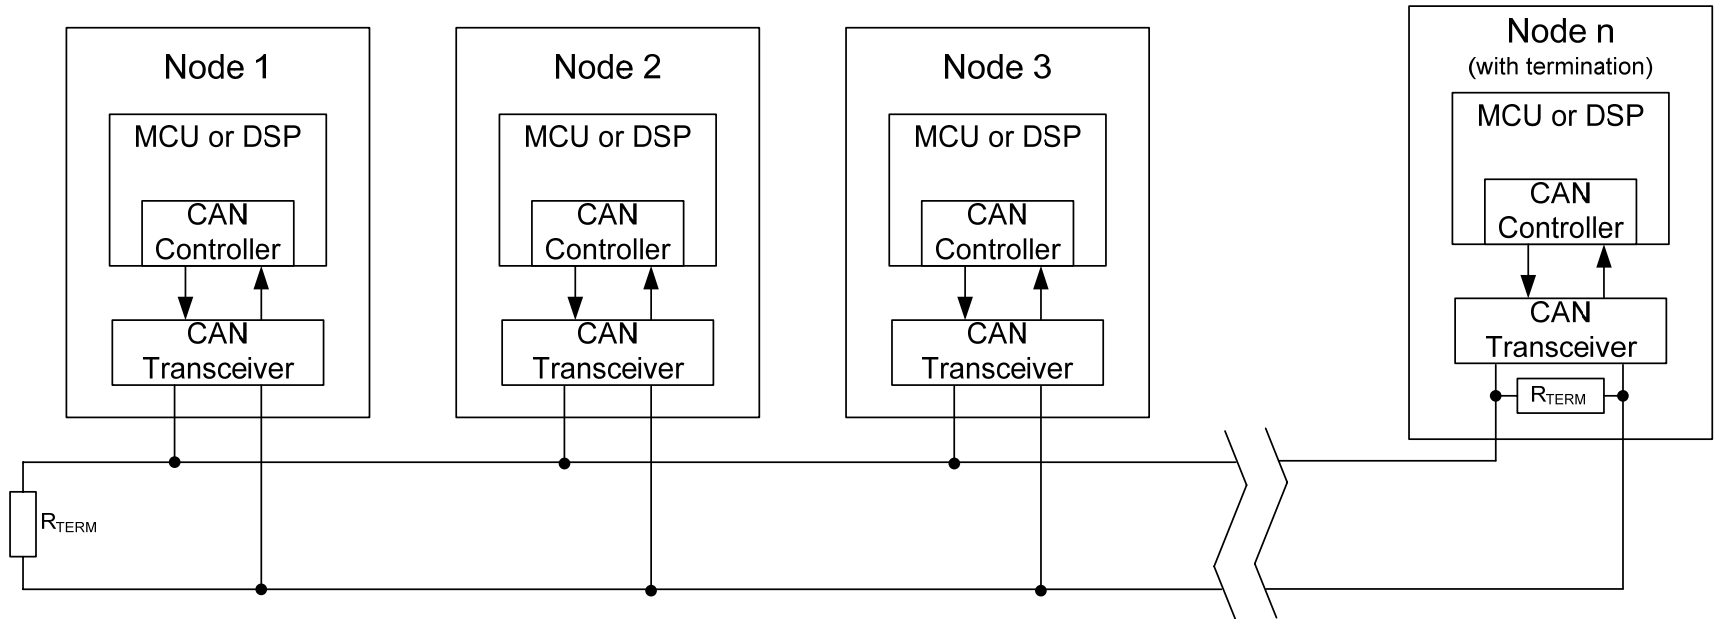 Node 1
MCU or DSP
CAN
Controller
CAN
Transceiver
Node 2
MCU or DSP
CAN
Controller
CAN
Transceiver
Node 3
MCU or DSP
CAN
Controller
CAN
Transceiver
Node n
(with termination)
MCU or DSP
CAN
Controller
CAN
Transceiver
RTERM
RTERM